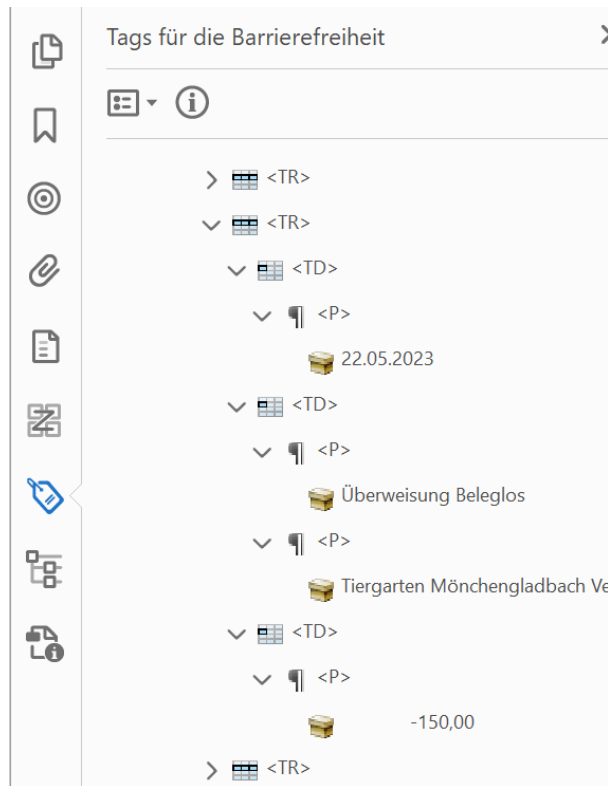 Tags für die Barrierefreiheit
<TR>
<TR>
<TD>
<P>
22.05.2023
<TD>
<P>
Überweisung Beleglos
<P>
Tiergarten Mönchengladbach Ve
<TD>
<P>
-150,00
<TR>